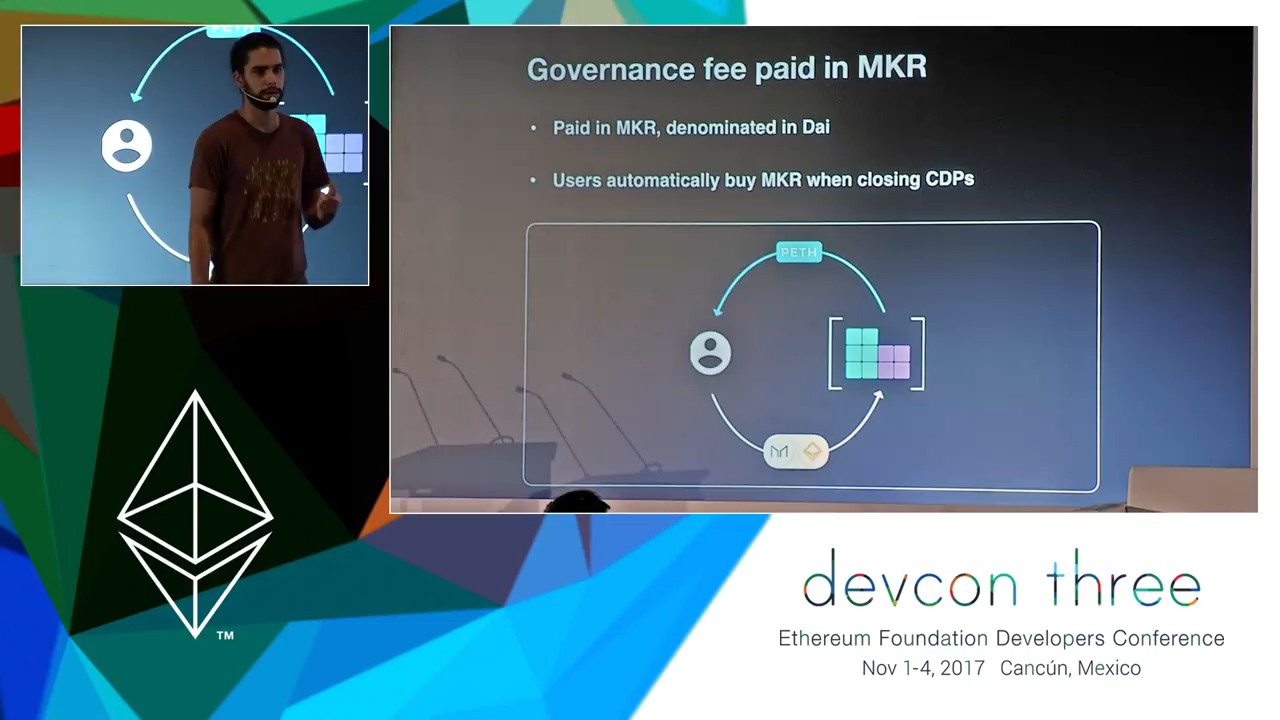 Governance fee paid in MKR
• Paid in MKR, denominated in Dai
• Users automatically buy MKR when closing CDPs
PETH
TM
devcon three
Ethereum Foundation Developers Conference
Nov 1-4, 2017 Cancún, Mexico